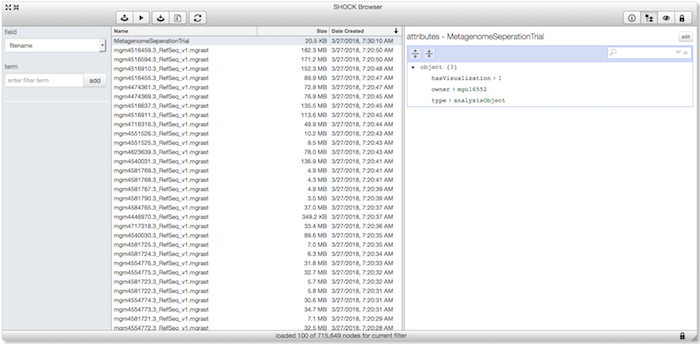 SHOCK Browser
field
filename
term
enter filter term add
Name Size Date Created
MetagenomeSeperationTrial 20.5 KB 3/27/2018, 7:30:10 AM
mgm4516459.3_RefSeq_v1.mgrast 182.3 MB 3/27/2018, 7:20:50 AM
mgm4516594.3_RefSeq_v1.mgrast 171.2 MB 3/27/2018, 7:20:50 AM
mgm4516910.3_RefSeq_v1.mgrast 152.3 MB 3/27/2018, 7:20:48 AM
mgm4516455.3_RefSeq_v1.mgrast 89.9 MB 3/27/2018, 7:20:47 AM
mgm4474361.3_RefSeq_v1.mgrast 72.9 MB 3/27/2018, 7:20:47 AM
mgm4474369.3_RefSeq_v1.mgrast 76.9 MB 3/27/2018, 7:20:45 AM
mgm4516637.3_RefSeq_v1.mgrast 135.5 MB 3/27/2018, 7:20:45 AM
mgm4516911.3_RefSeq_v1.mgrast 113.6 MB 3/27/2018, 7:20:45 AM
mgm4716316.3_RefSeq_v1.mgrast 49.9 MB 3/27/2018, 7:20:44 AM
mgm4551526.3_RefSeq_v1.mgrast 10.2 MB 3/27/2018, 7:20:43 AM
mgm4551525.3_RefSeq_v1.mgrast 9.5 MB 3/27/2018, 7:20:43 AM
mgm4623639.3_RefSeq_v1.mgrast 78.0 MB 3/27/2018, 7:20:43 AM
mgm4540031.3_RefSeq_v1.mgrast 136.9 MB 3/27/2018, 7:20:41 AM
mgm4581769.3_RefSeq_v1.mgrast 4.9 MB 3/27/2018, 7:20:41 AM
mgm4581768.3_RefSeq_v1.mgrast 4.3 MB 3/27/2018, 7:20:41 AM
mgm4581767.3_RefSeq_v1.mgrast 4.9 MB 3/27/2018, 7:20:39 AM
mgm4581790.3_RefSeq_v1.mgrast 3.0 MB 3/27/2018, 7:20:39 AM
mgm4584765.3_RefSeq_v1.mgrast 37.0 MB 3/27/2018, 7:20:37 AM
mgm4446970.3_RefSeq_v1.mgrast 349.2 KB 3/27/2018, 7:20:37 AM
mgm4717318.3_RefSeq_v1.mgrast 33.4 MB 3/27/2018, 7:20:36 AM
mgm4540030.3_RefSeq_v1.mgrast 89.6 MB 3/27/2018, 7:20:35 AM
mgm4581725.3_RefSeq_v1.mgrast 7.0 MB 3/27/2018, 7:20:34 AM
mgm4581724.3_RefSeq_v1.mgrast 6.3 MB 3/27/2018, 7:20:34 AM
mgm4554776.3_RefSeq_v1.mgrast 31.8 MB 3/27/2018, 7:20:33 AM
mgm4554775.3_RefSeq_v1.mgrast 32.7 MB 3/27/2018, 7:20:32 AM
mgm4581723.3_RefSeq_v1.mgrast 5.7 MB 3/27/2018, 7:20:32 AM
mgm4581722.3_RefSeq_v1.mgrast 5.8 MB 3/27/2018, 7:20:31 AM
mgm4554774.3_RefSeq_v1.mgrast 30.6 MB 3/27/2018, 7:20:31 AM
mgm4554773.3_RefSeq_v1.mgrast 34.7 MB 3/27/2018, 7:20:31 AM
mgm4581721.3_RefSeq_v1.mgrast 7.1 MB 3/27/2018, 7:20:29 AM
mgm4554772.3_RefSeq_v1.mgrast 32.5 MB 3/27/2018, 7:20:28 AM
attributes - MetagenomeSeperationTrial edit
object {3}
hasVisualization : 1
owner : mgu16552
type : analysisObject
loaded 100 of 715,649 nodes for current filter